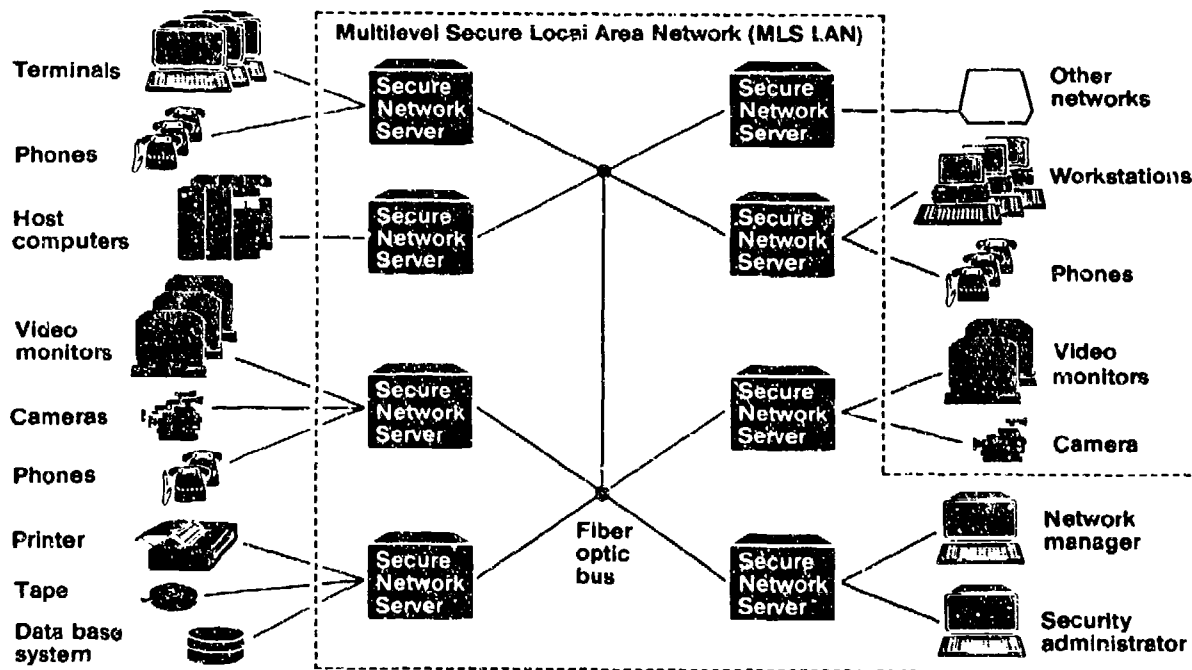 Multilevel Secure Local Area Network (MLS LAN)
Terminals
Phones
Host
computers
Video
monitors
Cameras
Phones
Printer
Tape
Data base
system
Secure
Network
Server
Secure
Network
Server
Secure
Network
Server
Secure
Network
Server
Fiber
optic
bus
Secure
Network
Server
Secure
Network
Server
Secure
Network
Server
Secure
Network
Server
Other
networks
Workstations
Phones
Video
monitors
Camera
Network
manager
Security
administrator